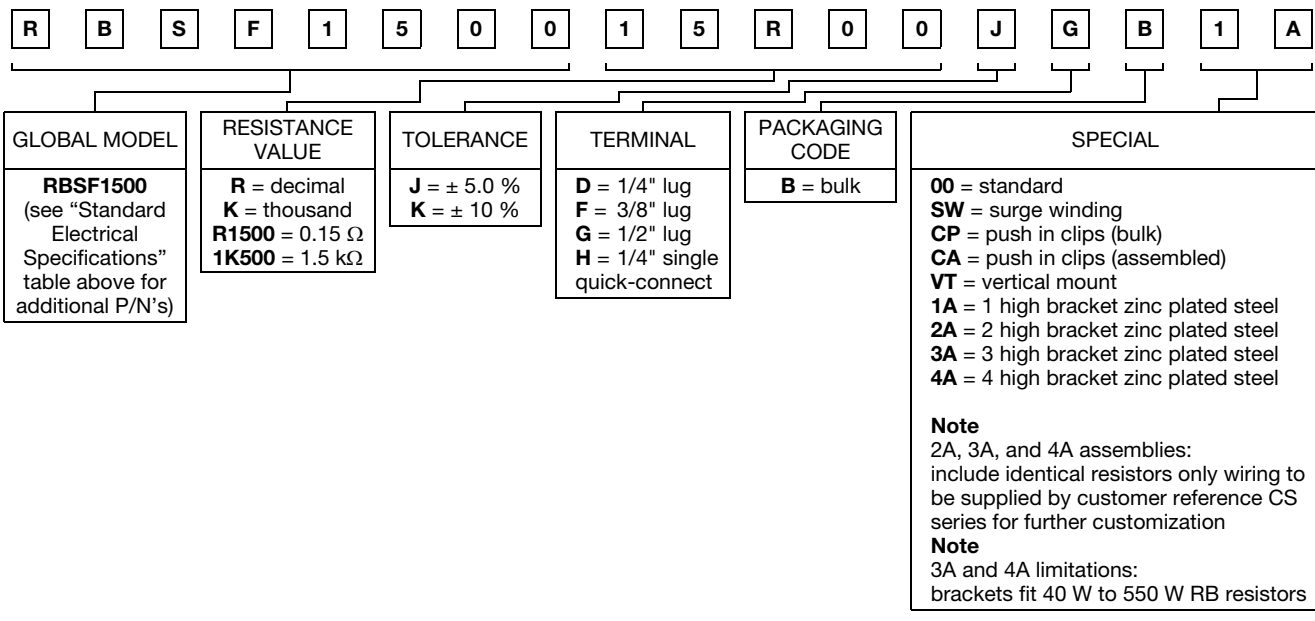 R B S F 1 5 0 0 1 5 R 0 0 J G B 1 A
GLOBAL MODEL
RBSF1500
(see “Standard
Electrical
Specifications”
table above for
additional P/N’s)
RESISTANCE
VALUE
R = decimal
K = thousand
R1500 = 0.15 Ω
1K500 = 1.5 kΩ
TOLERANCE
J = ± 5.0 %
K = ± 10 %
TERMINAL
D = 1/4" lug
F = 3/8" lug
G = 1/2" lug
H = 1/4" single
quick-connect
PACKAGING
CODE
B = bulk
SPECIAL
00 = standard
SW = surge winding
CP = push in clips (bulk)
CA = push in clips (assembled)
VT = vertical mount
1A = 1 high bracket zinc plated steel
2A = 2 high bracket zinc plated steel
3A = 3 high bracket zinc plated steel
4A = 4 high bracket zinc plated steel
Note
2A, 3A, and 4A assemblies:
include identical resistors only wiring to
be supplied by customer reference CS
series for further customization
Note
3A and 4A limitations:
brackets fit 40 W to 550 W RB resistors